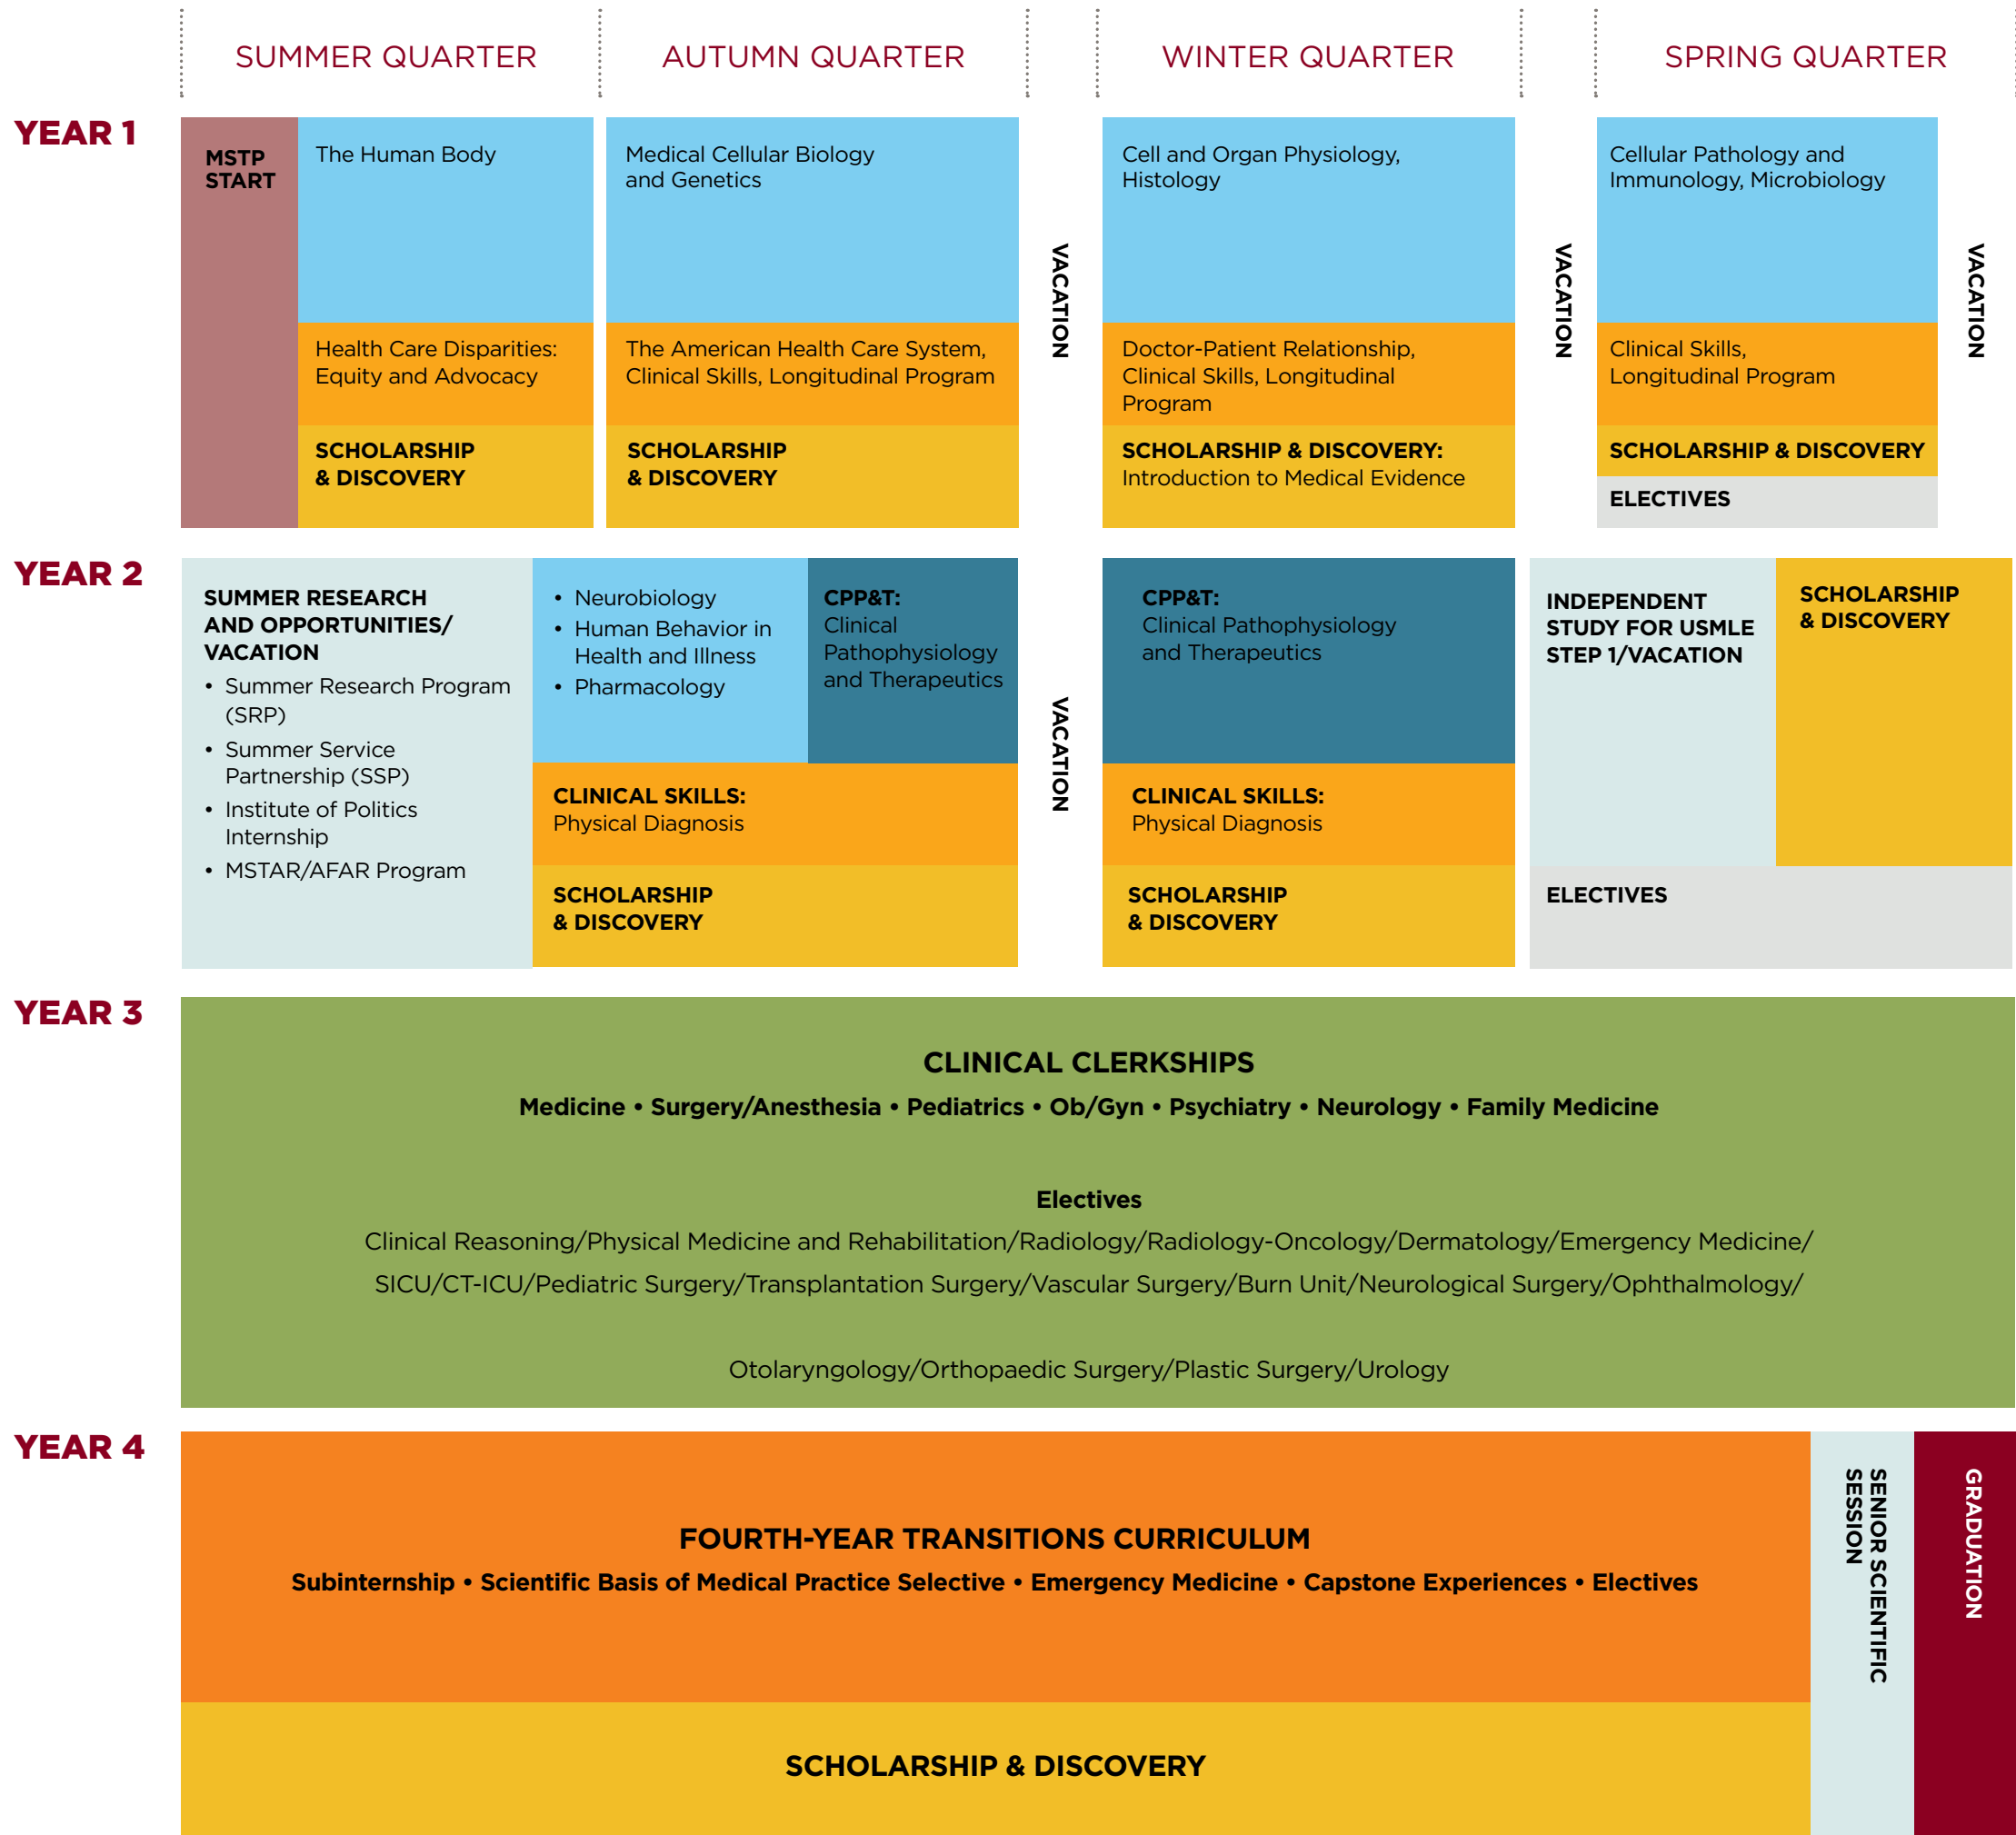 SUMMER QUARTER
AUTUMN QUARTER
WINTER QUARTER
SPRING QUARTER
YEAR 1
MSTP
START
The Human Body
Health Care Disparities:
Equity and Advocacy
SCHOLARSHIP
& DISCOVERY
Medical Cellular Biology
and Genetics
The American Health Care System,
Clinical Skills, Longitudinal Program
SCHOLARSHIP
& DISCOVERY
VACATION
Cell and Organ Physiology,
Histology
Doctor-Patient Relationship,
Clinical Skills, Longitudinal
Program
SCHOLARSHIP & DISCOVERY:
Introduction to Medical Evidence
VACATION
Cellular Pathology and
Immunology, Microbiology
Clinical Skills,
Longitudinal Program
SCHOLARSHIP & DISCOVERY
ELECTIVES
VACATION
YEAR 2
SUMMER RESEARCH
AND OPPORTUNITIES/
VACATION
• Summer Research Program
(SRP)
• Summer Service
Partnership (SSP)
• Institute of Politics
Internship
• MSTAR/AFAR Program
• Neurobiology
• Human Behavior in
Health and Illness
• Pharmacology
CPP&T:
Clinical
Pathophysiology
and Therapeutics
CLINICAL SKILLS:
Physical Diagnosis
SCHOLARSHIP
& DISCOVERY
VACATION
CPP&T:
Clinical Pathophysiology
and Therapeutics
CLINICAL SKILLS:
Physical Diagnosis
SCHOLARSHIP
& DISCOVERY
INDEPENDENT
STUDY FOR USMLE
STEP 1/VACATION
SCHOLARSHIP
& DISCOVERY
ELECTIVES
YEAR 3
CLINICAL CLERKSHIPS
Medicine • Surgery/Anesthesia • Pediatrics • Ob/Gyn • Psychiatry • Neurology • Family Medicine
Electives
Clinical Reasoning/Physical Medicine and Rehabilitation/Radiology/Radiology-Oncology/Dermatology/Emergency Medicine/
SICU/CT-ICU/Pediatric Surgery/Transplantation Surgery/Vascular Surgery/Burn Unit/Neurological Surgery/Ophthalmology/
Otolaryngology/Orthopaedic Surgery/Plastic Surgery/Urology
YEAR 4
FOURTH-YEAR TRANSITIONS CURRICULUM
Subinternship • Scientific Basis of Medical Practice Selective • Emergency Medicine • Capstone Experiences • Electives
SCHOLARSHIP & DISCOVERY
SENIOR SCIENTIFIC
SESSION
GRADUATION